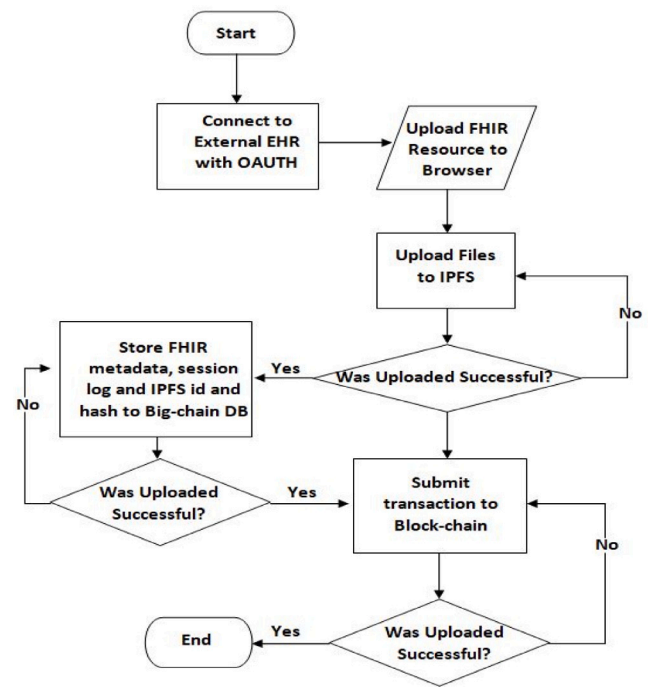 Start
Connect to
External EHR
with OAUTH
Upload FHIR
Resource to
Browser
Upload Files
to IPFS
No
Was Uploaded Successful?
Yes
Store FHIR
metadata, session
log and IPFS id and
hash to Big-chain DB
No
Was Uploaded
Successful?
Yes
Submit
transaction to
Block-chain
No
Was Uploaded
Successful?
Yes
End